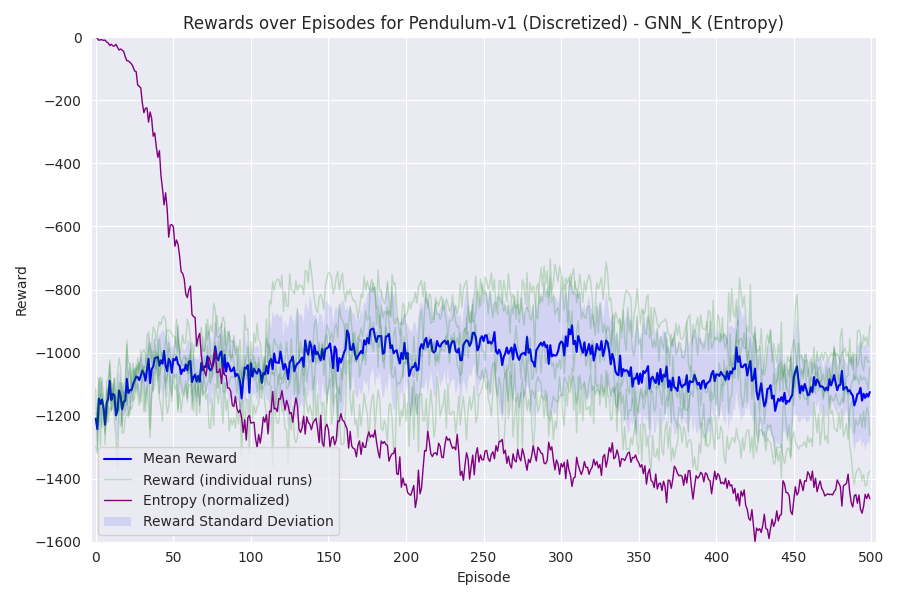 Rewards over Episodes for Pendulum-v1 (Discretized) - GNN_K (Entropy)
0
−200
−400
−600
−800
−1000
−1200
−1400
−1600
Reward
Mean Reward
Reward (individual runs)
Entropy (normalized)
Reward Standard Deviation
0 50 100 150 200 250 300 350 400 450 500
Episode